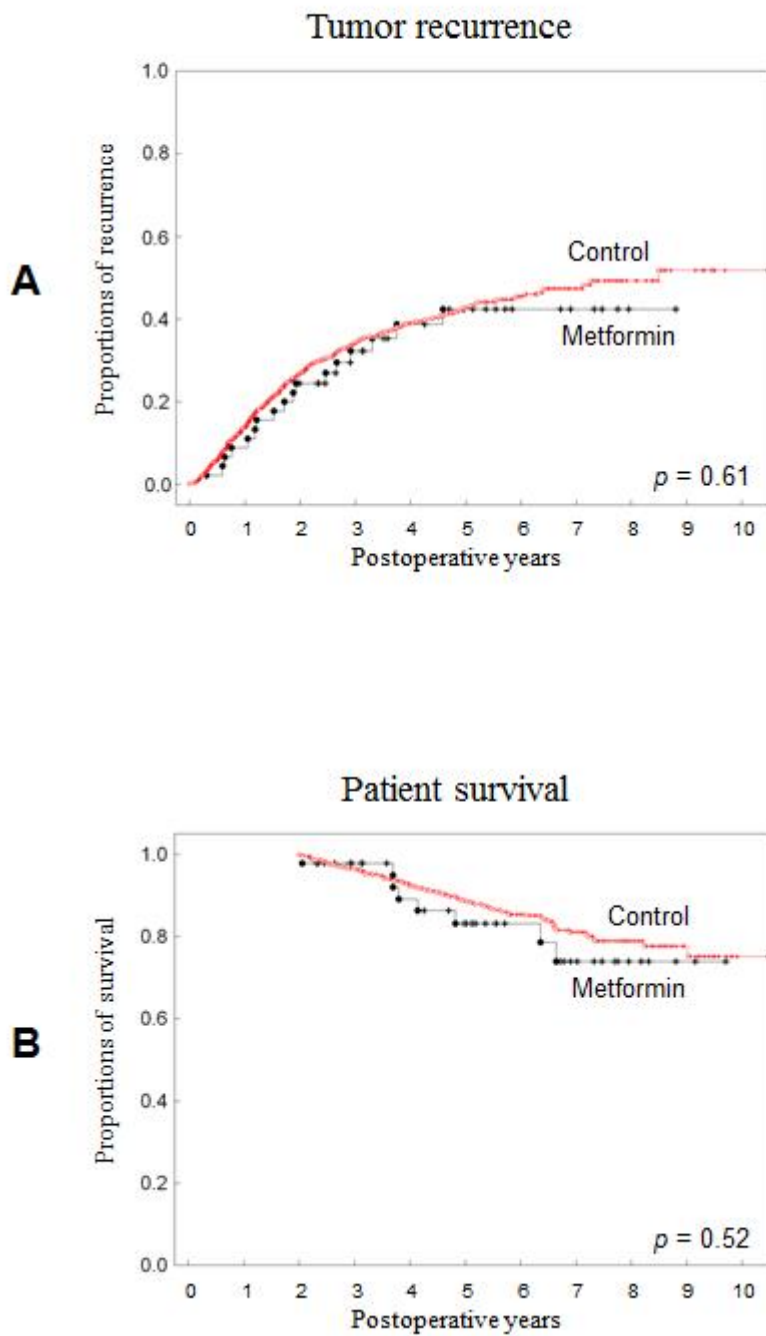 Tumor recurrence
A
Proportions of recurrence
1.0
0.8
0.6
0.4
0.2
0.0
Control
Metformin
p = 0.61
0 1 2 3 4 5 6 7 8 9 10
Postoperative years
Patient survival
B
Proportions of survival
1.0
0.8
0.6
0.4
0.2
0.0
Control
Metformin
p = 0.52
0 1 2 3 4 5 6 7 8 9 10
Postoperative years